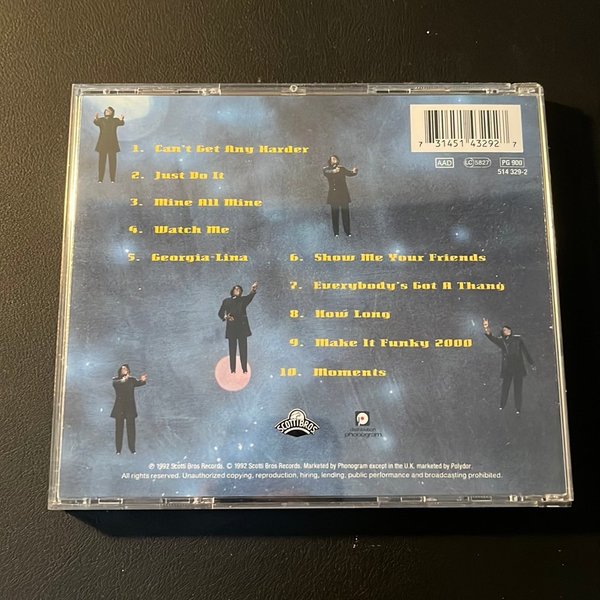 7 31451 43292 7
AAD LC 5827 PG 900
514 329-2
1. Can't Get Any Harder
2. Just Do It
3. Mine All Mine
4. Watch Me
5. Georgia-Lina
6. Show Me Your Friends
7. Everybody's Got A Thang
8. How Long
9. Make It Funky 2000
10. Moments
SCOTTI BROS
distribution
phonogram
℗ 1992 Scotti Bros Records. © 1992 Scotti Bros Records. Marketed by Phonogram except in the U.K. marketed by Polydor.
All rights reserved. Unauthorized copying, reproduction, hiring, lending, public performance and broadcasting prohibited.